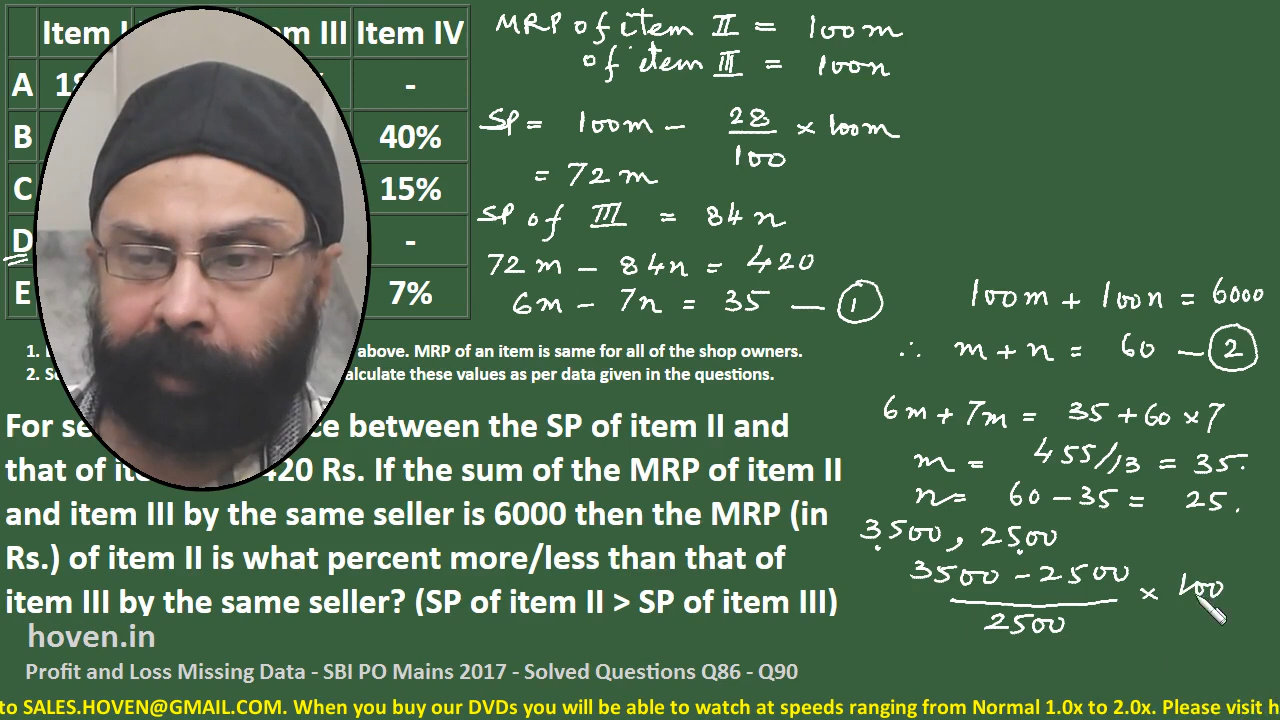 Item III Item IV
A -
B 40%
C 15%
D -
E 7%
1. above. MRP of an item is same for all of the shop owners.
2. calculate these values as per data given in the questions.
For between the SP of item II and
that of 420 Rs. If the sum of the MRP of item II
and item III by the same seller is 6000 then the MRP (in
Rs.) of item II is what percent more/less than that of
item III by the same seller? (SP of item II > SP of item III)
hoven.in
Profit and Loss Missing Data - SBI PO Mains 2017 - Solved Questions Q86 - Q90
to SALES.HOVEN@GMAIL.COM. When you buy our DVDs you will be able to watch at speeds ranging from Normal 1.0x to 2.0x. Please visit h
MRP of item II = 100m
of item III = 100n
SP = 100m - 28/100 × 100m
= 72m
SP of III = 84n
72m - 84n = 420
6m - 7n = 35 — 1
100m + 100n = 6000
∴ m + n = 60 — 2
6m + 7m = 35 + 60 × 7
m = 455/13 = 35.
n = 60 - 35 = 25.
3500, 2500
3500 - 2500
2500
× 100